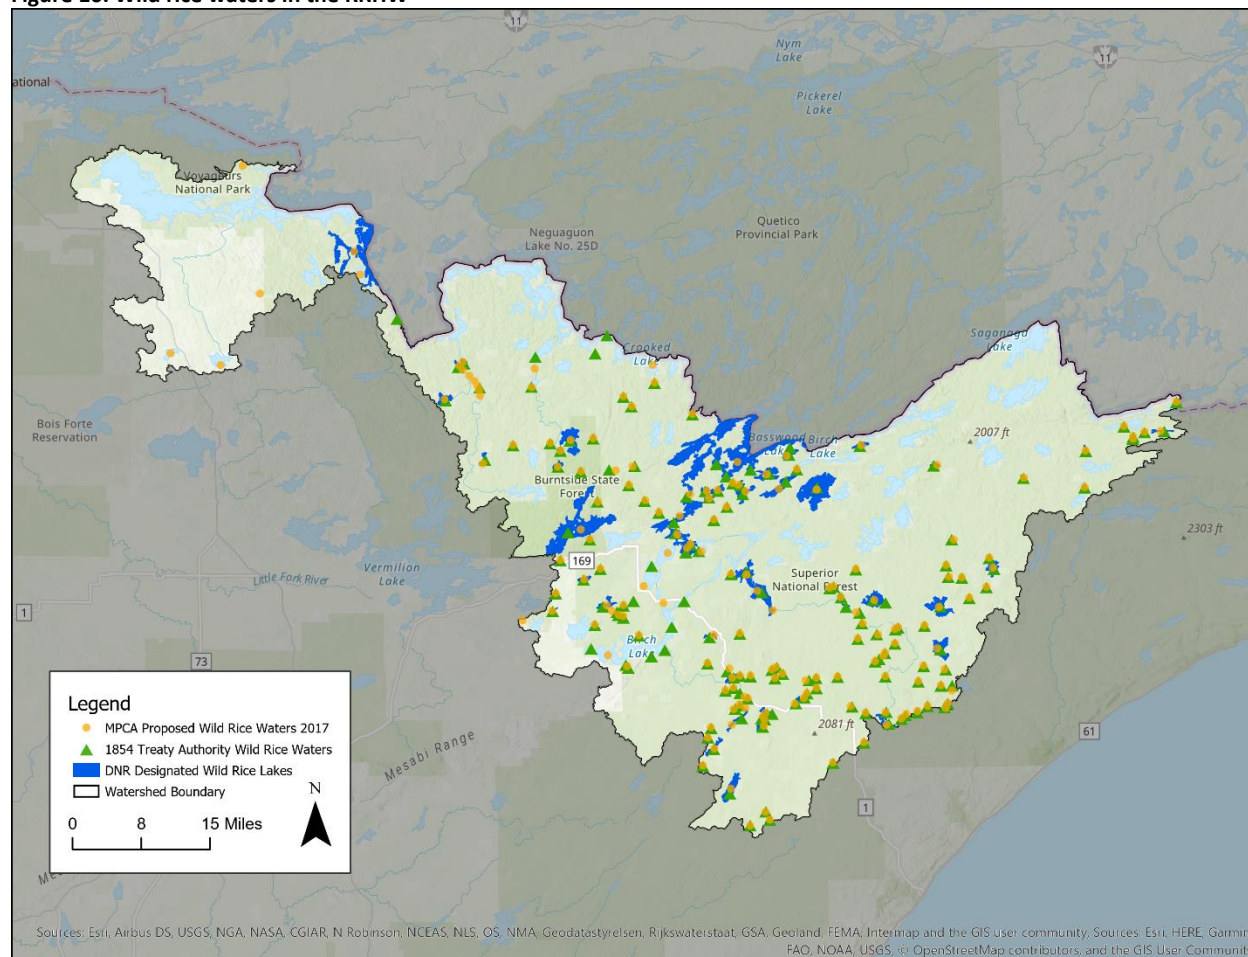 11
Nym
Lake
11
ational
Pickerel
Lake
Voyageurs
National Park
Quetico
Provincial Park
Neguaguon
Lake No. 25D
Saganaga
Lake
Crooked
Lake
Bois Forte
Reservation
2007 ft
Basswood
Lake
Birch
Lake
Burntside State
Forest
2303 ft
169
Vermilion
Lake
Little Fork River
Superior
National Forest
1
Birch
Lake
73
2081 ft
61
Mesabi Range
1
Legend
MPCA Proposed Wild Rice Waters 2017
1854 Treaty Authority Wild Rice Waters
DNR Designated Wild Rice Lakes
Watershed Boundary
N
0 8 15 Miles
Sources: Esri, Airbus DS, USGS, NGA, NASA, CGIAR, N Robinson, NCEAS, NLS, OS, NMA, Geodatastyrelsen, Rijkswaterstaat, GSA, Geoland, FEMA, Intermap and the GIS user community, Sources: Esri, HERE, Garmin,
FAO, NOAA, USGS, © OpenStreetMap contributors, and the GIS User Community